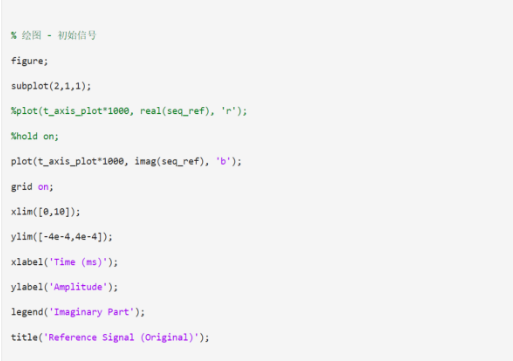 % 绘图 - 初始信号
figure;
subplot(2,1,1);
%plot(t_axis_plot*1000, real(seq_ref), 'r');
%hold on;
plot(t_axis_plot*1000, imag(seq_ref), 'b');
grid on;
xlim([0,10]);
ylim([-4e-4,4e-4]);
xlabel('Time (ms)');
ylabel('Amplitude');
legend('Imaginary Part');
title('Reference Signal (Original)');